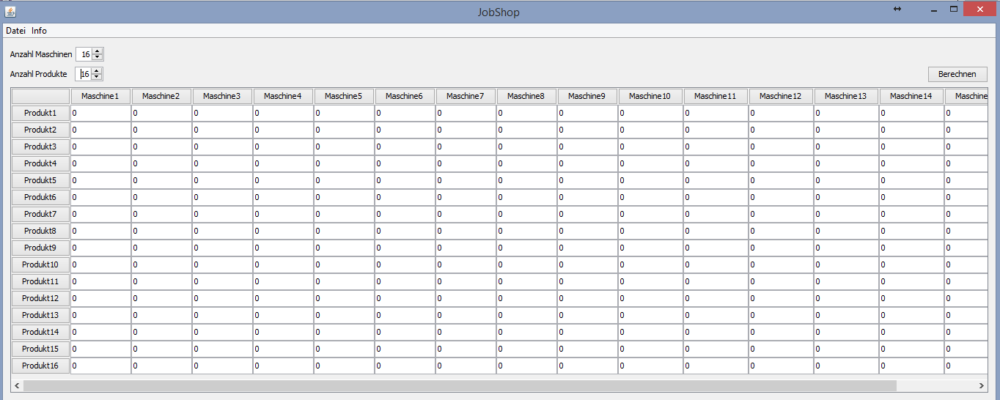 JobShop
Datei Info
Anzahl Maschinen 16
Anzahl Produkte 16
Berechnen
Maschine1 Maschine2 Maschine3 Maschine4 Maschine5 Maschine6 Maschine7 Maschine8 Maschine9 Maschine10 Maschine11 Maschine12 Maschine13 Maschine14 Maschine
Produkt1 0 0 0 0 0 0 0 0 0 0 0 0 0 0 0
Produkt2 0 0 0 0 0 0 0 0 0 0 0 0 0 0 0
Produkt3 0 0 0 0 0 0 0 0 0 0 0 0 0 0 0
Produkt4 0 0 0 0 0 0 0 0 0 0 0 0 0 0 0
Produkt5 0 0 0 0 0 0 0 0 0 0 0 0 0 0 0
Produkt6 0 0 0 0 0 0 0 0 0 0 0 0 0 0 0
Produkt7 0 0 0 0 0 0 0 0 0 0 0 0 0 0 0
Produkt8 0 0 0 0 0 0 0 0 0 0 0 0 0 0 0
Produkt9 0 0 0 0 0 0 0 0 0 0 0 0 0 0 0
Produkt10 0 0 0 0 0 0 0 0 0 0 0 0 0 0 0
Produkt11 0 0 0 0 0 0 0 0 0 0 0 0 0 0 0
Produkt12 0 0 0 0 0 0 0 0 0 0 0 0 0 0 0
Produkt13 0 0 0 0 0 0 0 0 0 0 0 0 0 0 0
Produkt14 0 0 0 0 0 0 0 0 0 0 0 0 0 0 0
Produkt15 0 0 0 0 0 0 0 0 0 0 0 0 0 0 0
Produkt16 0 0 0 0 0 0 0 0 0 0 0 0 0 0 0